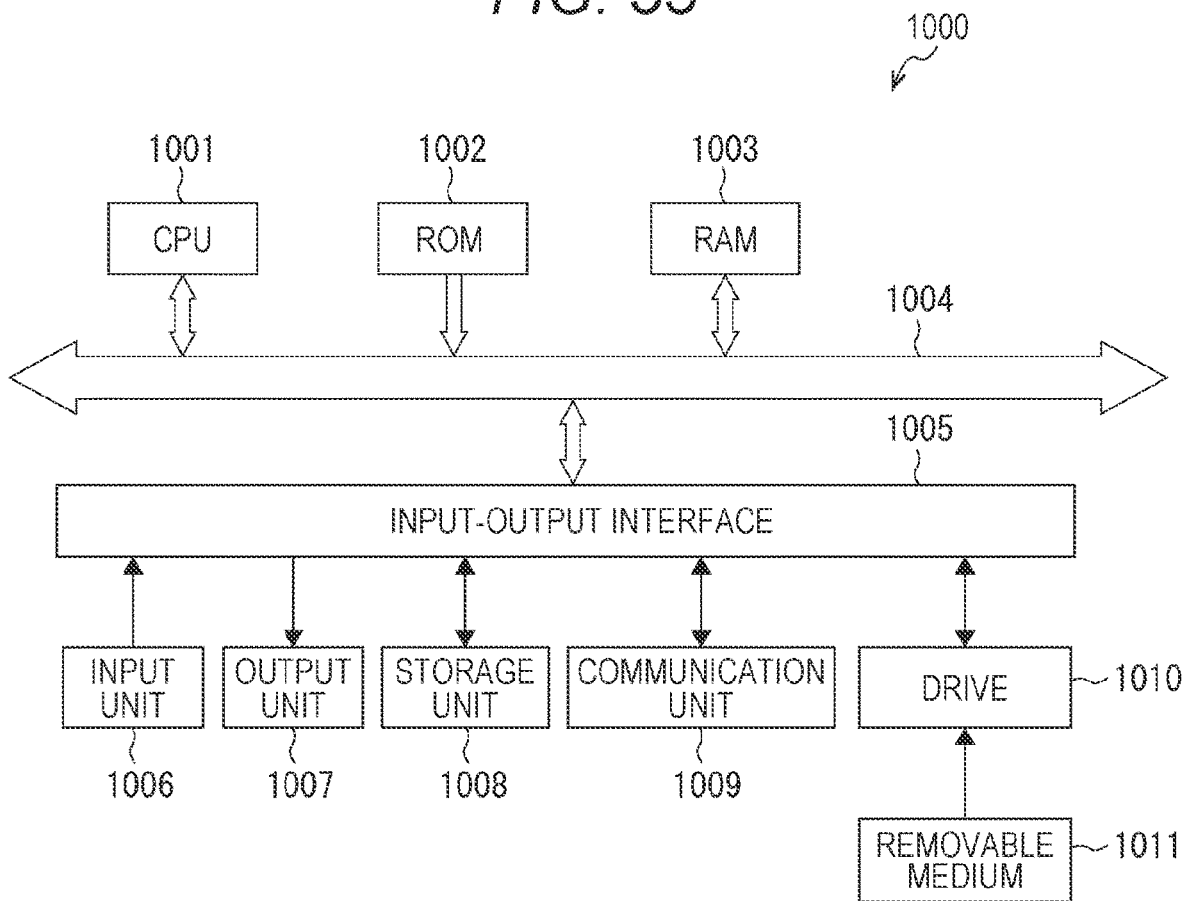 1000
1001
1002
1003
CPU
ROM
RAM
1004
1005
INPUT-OUTPUT INTERFACE
INPUT
UNIT
OUTPUT
UNIT
STORAGE
UNIT
COMMUNICATION
UNIT
DRIVE
1010
1006
1007
1008
1009
REMOVABLE
MEDIUM
1011